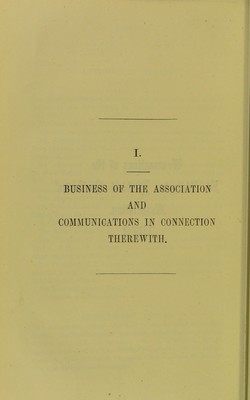 I.
BUSINESS OF THE ASSOCIATION
AND
COMMUNICATIONS IN CONNECTION
THEREWITH.